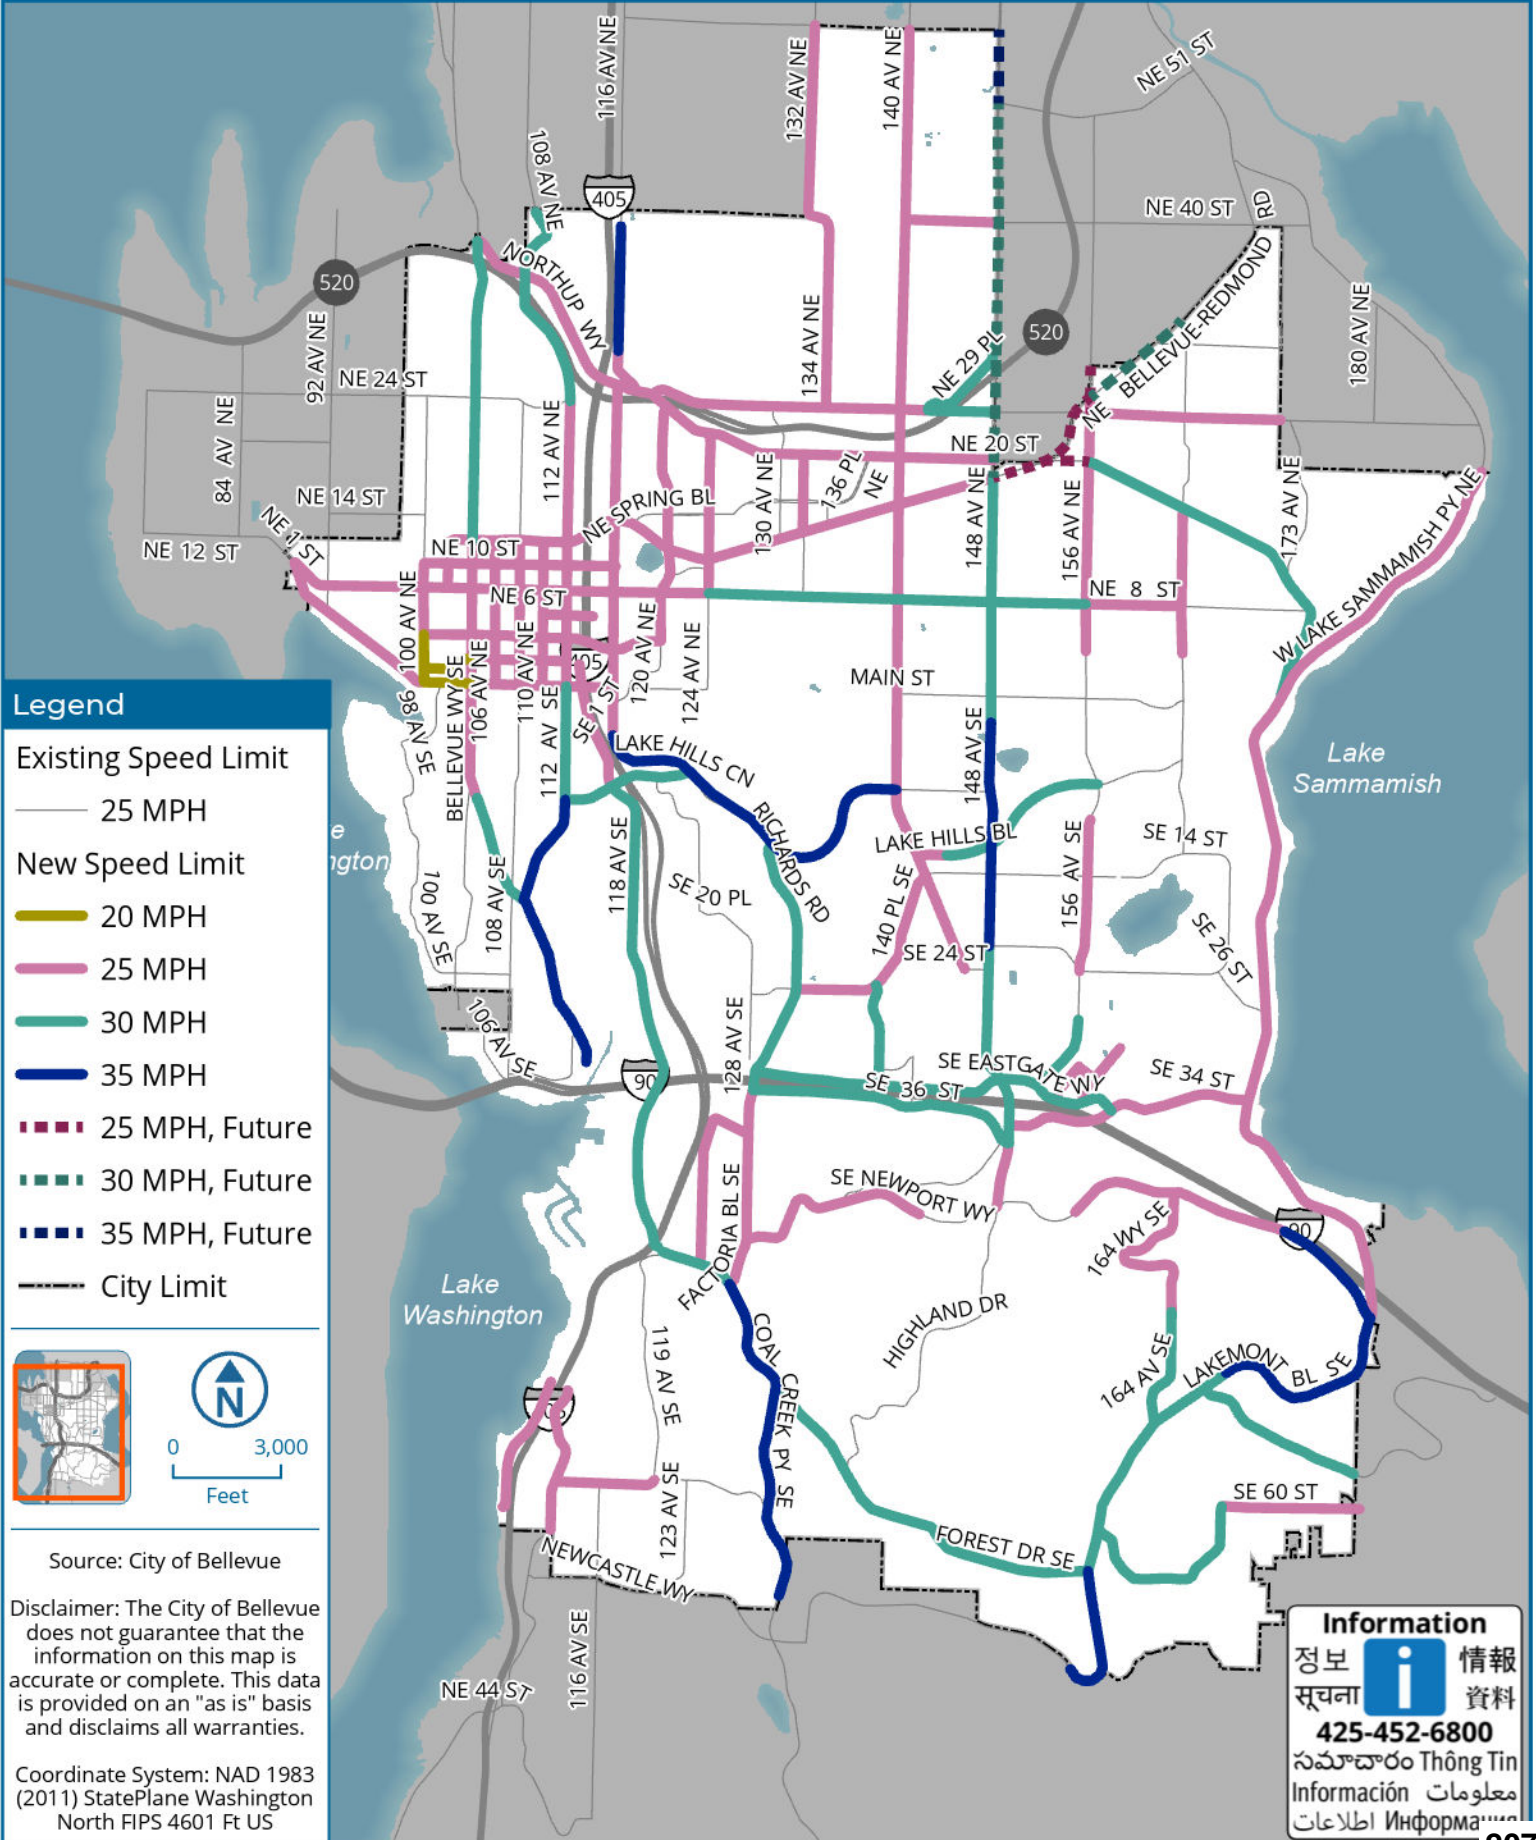 116 AV NE
132 AV NE
140 AV NE
NE 51 ST
108 AV NE
405
NE 40 ST
BELLEVUE-REDMOND RD
NORTHUP WY
520
92 AV NE
NE 24 ST
134 AV NE
NE 29 PL
520
180 AV NE
84 AV NE
112 AV NE
NE
NE 20 ST
NE 14 ST
NE 1 ST
NE 12 ST
NE SPRING BL
130 AV NE
136 PL NE
148 AV NE
156 AV NE
173 AV NE
W LAKE SAMMAMISH PY NE
NE 10 ST
NE 6 ST
NE 8 ST
100 AV NE
106 AV NE
110 AV NE
405
120 AV NE
124 AV NE
MAIN ST
98 AV SE
BELLEVUE WY SE
112 AV SE
SE 1 ST
LAKE HILLS CN
148 AV SE
Lake
Sammamish
RICHARDS RD
LAKE HILLS BL
156 AV SE
SE 14 ST
118 AV SE
SE 20 PL
140 PL SE
SE 24 ST
SE 26 ST
100 AV SE
108 AV SE
106 AV SE
128 AV SE
90
SE EASTGATE WY
SE 36 ST
SE 34 ST
SE NEWPORT WY
164 WY SE
90
FACTORIA BL SE
Lake
Washington
HIGHLAND DR
COAL CREEK PY SE
119 AV SE
164 AV SE
LAKEMONT BL SE
123 AV SE
SE 60 ST
FOREST DR SE
NEWCASTLE WY
116 AV SE
NE 44 ST
e
ngton
Legend
Existing Speed Limit
25 MPH
New Speed Limit
20 MPH
25 MPH
30 MPH
35 MPH
25 MPH, Future
30 MPH, Future
35 MPH, Future
City Limit
N
0 3,000
Feet
Source: City of Bellevue
Disclaimer: The City of Bellevue
does not guarantee that the
information on this map is
accurate or complete. This data
is provided on an "as is" basis
and disclaims all warranties.
Coordinate System: NAD 1983
(2011) StatePlane Washington
North FIPS 4601 Ft US
Information
정보 i 情報
सूचना 資料
425-452-6800
సమాచారం Thông Tin
Información معلومات
اطلاعات